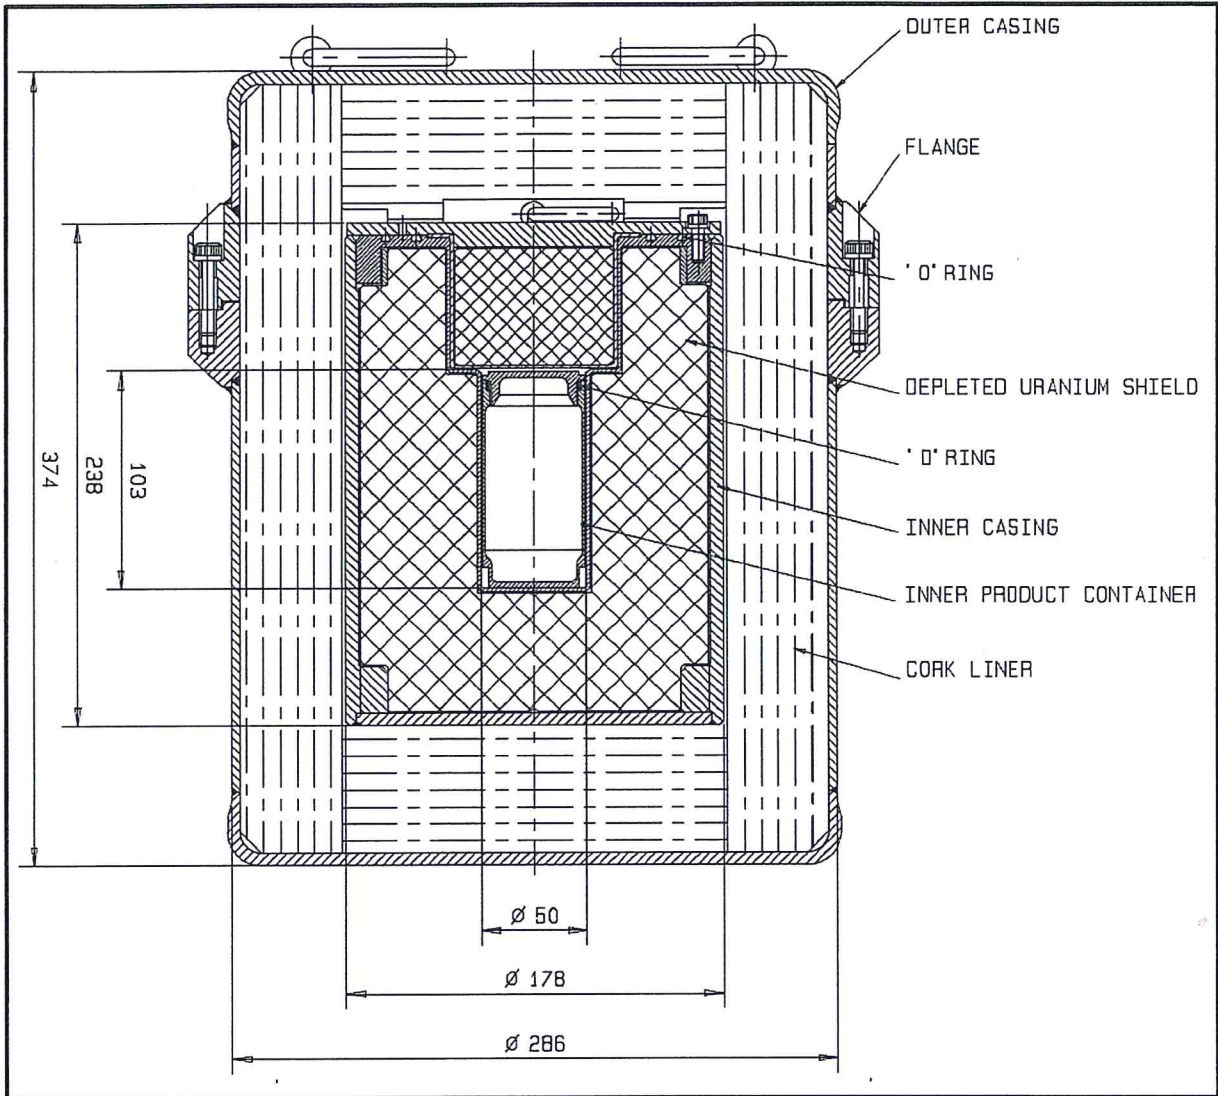 OUTER CASING
FLANGE
'O' RING
DEPLETED URANIUM SHIELD
'O' RING
INNER CASING
INNER PRODUCT CONTAINER
CORK LINER
374
238
103
Ø 50
Ø 178
Ø 286